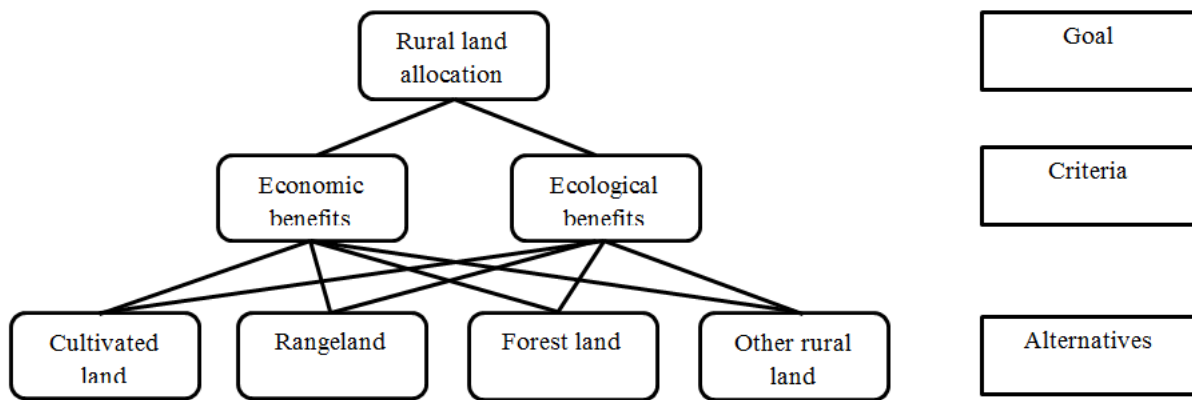 Rural land
allocation
Goal
Economic
benefits
Ecological
benefits
Criteria
Cultivated
land
Rangeland
Forest land
Other rural
land
Alternatives